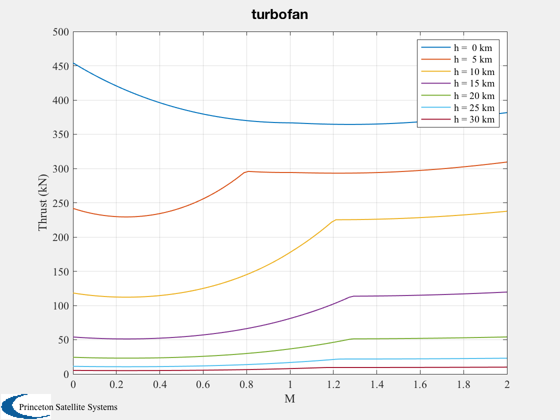 turbofan
500
450
400
350
300
250
200
150
100
50
0
Thrust (kN)
h = 0 km
h = 5 km
h = 10 km
h = 15 km
h = 20 km
h = 25 km
h = 30 km
0 0.2 0.4 0.6 0.8 1 1.2 1.4 1.6 1.8 2
M
Princeton Satellite Systems